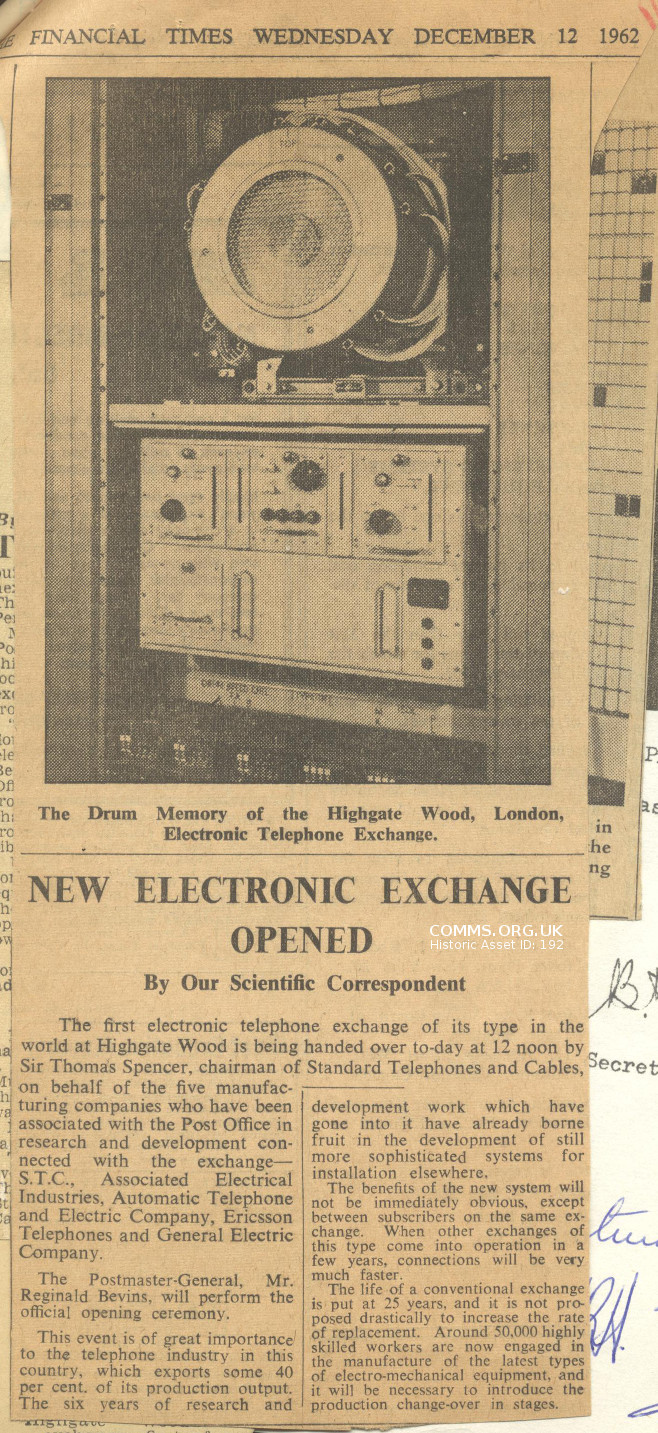 FINANCIAL TIMES WEDNESDAY DECEMBER 12 1962
TOP
The Drum Memory of the Highgate Wood, London,
Electronic Telephone Exchange.
NEW ELECTRONIC EXCHANGE
OPENED
COMMS.ORG.UK
Historic Asset ID: 192
By Our Scientific Correspondent
The first electronic telephone exchange of its type in the
world at Highgate Wood is being handed over to-day at 12 noon by
Sir Thomas Spencer, chairman of Standard Telephones and Cables,
on behalf of the five manufac-
turing companies who have been
associated with the Post Office in
research and development con-
nected with the exchange—
S.T.C., Associated Electrical
Industries, Automatic Telephone
and Electric Company, Ericsson
Telephones and General Electric
Company.
The Postmaster-General, Mr.
Reginald Bevins, will perform the
official opening ceremony.
This event is of great importance
to the telephone industry in this
country, which exports some 40
per cent. of its production output.
The six years of research and
development work which have
gone into it have already borne
fruit in the development of still
more sophisticated systems for
installation elsewhere.
The benefits of the new system will
not be immediately obvious, except
between subscribers on the same ex-
change. When other exchanges of
this type come into operation in a
few years, connections will be very
much faster.
The life of a conventional exchange
is put at 25 years, and it is not pro-
posed drastically to increase the rate
of replacement. Around 50,000 highly
skilled workers are now engaged in
the manufacture of the latest types
of electro-mechanical equipment, and
it will be necessary to introduce the
production change-over in stages.
in
he
ng
Secret